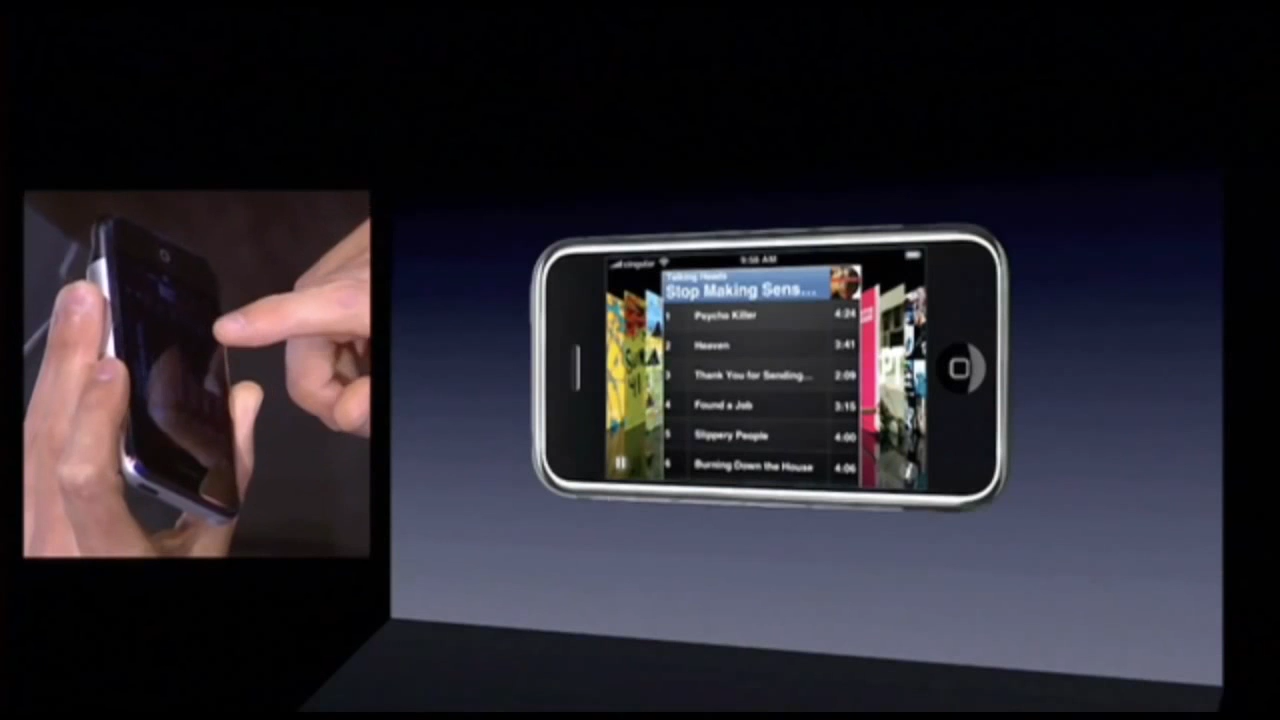 cingular 9:58 AM
Talking Heads
Stop Making Sens...
1 Psycho Killer 4:24
2 Heaven 3:41
3 Thank You for Sending... 2:09
4 Found a Job 3:15
5 Slippery People 4:00
6 Burning Down the House 4:06